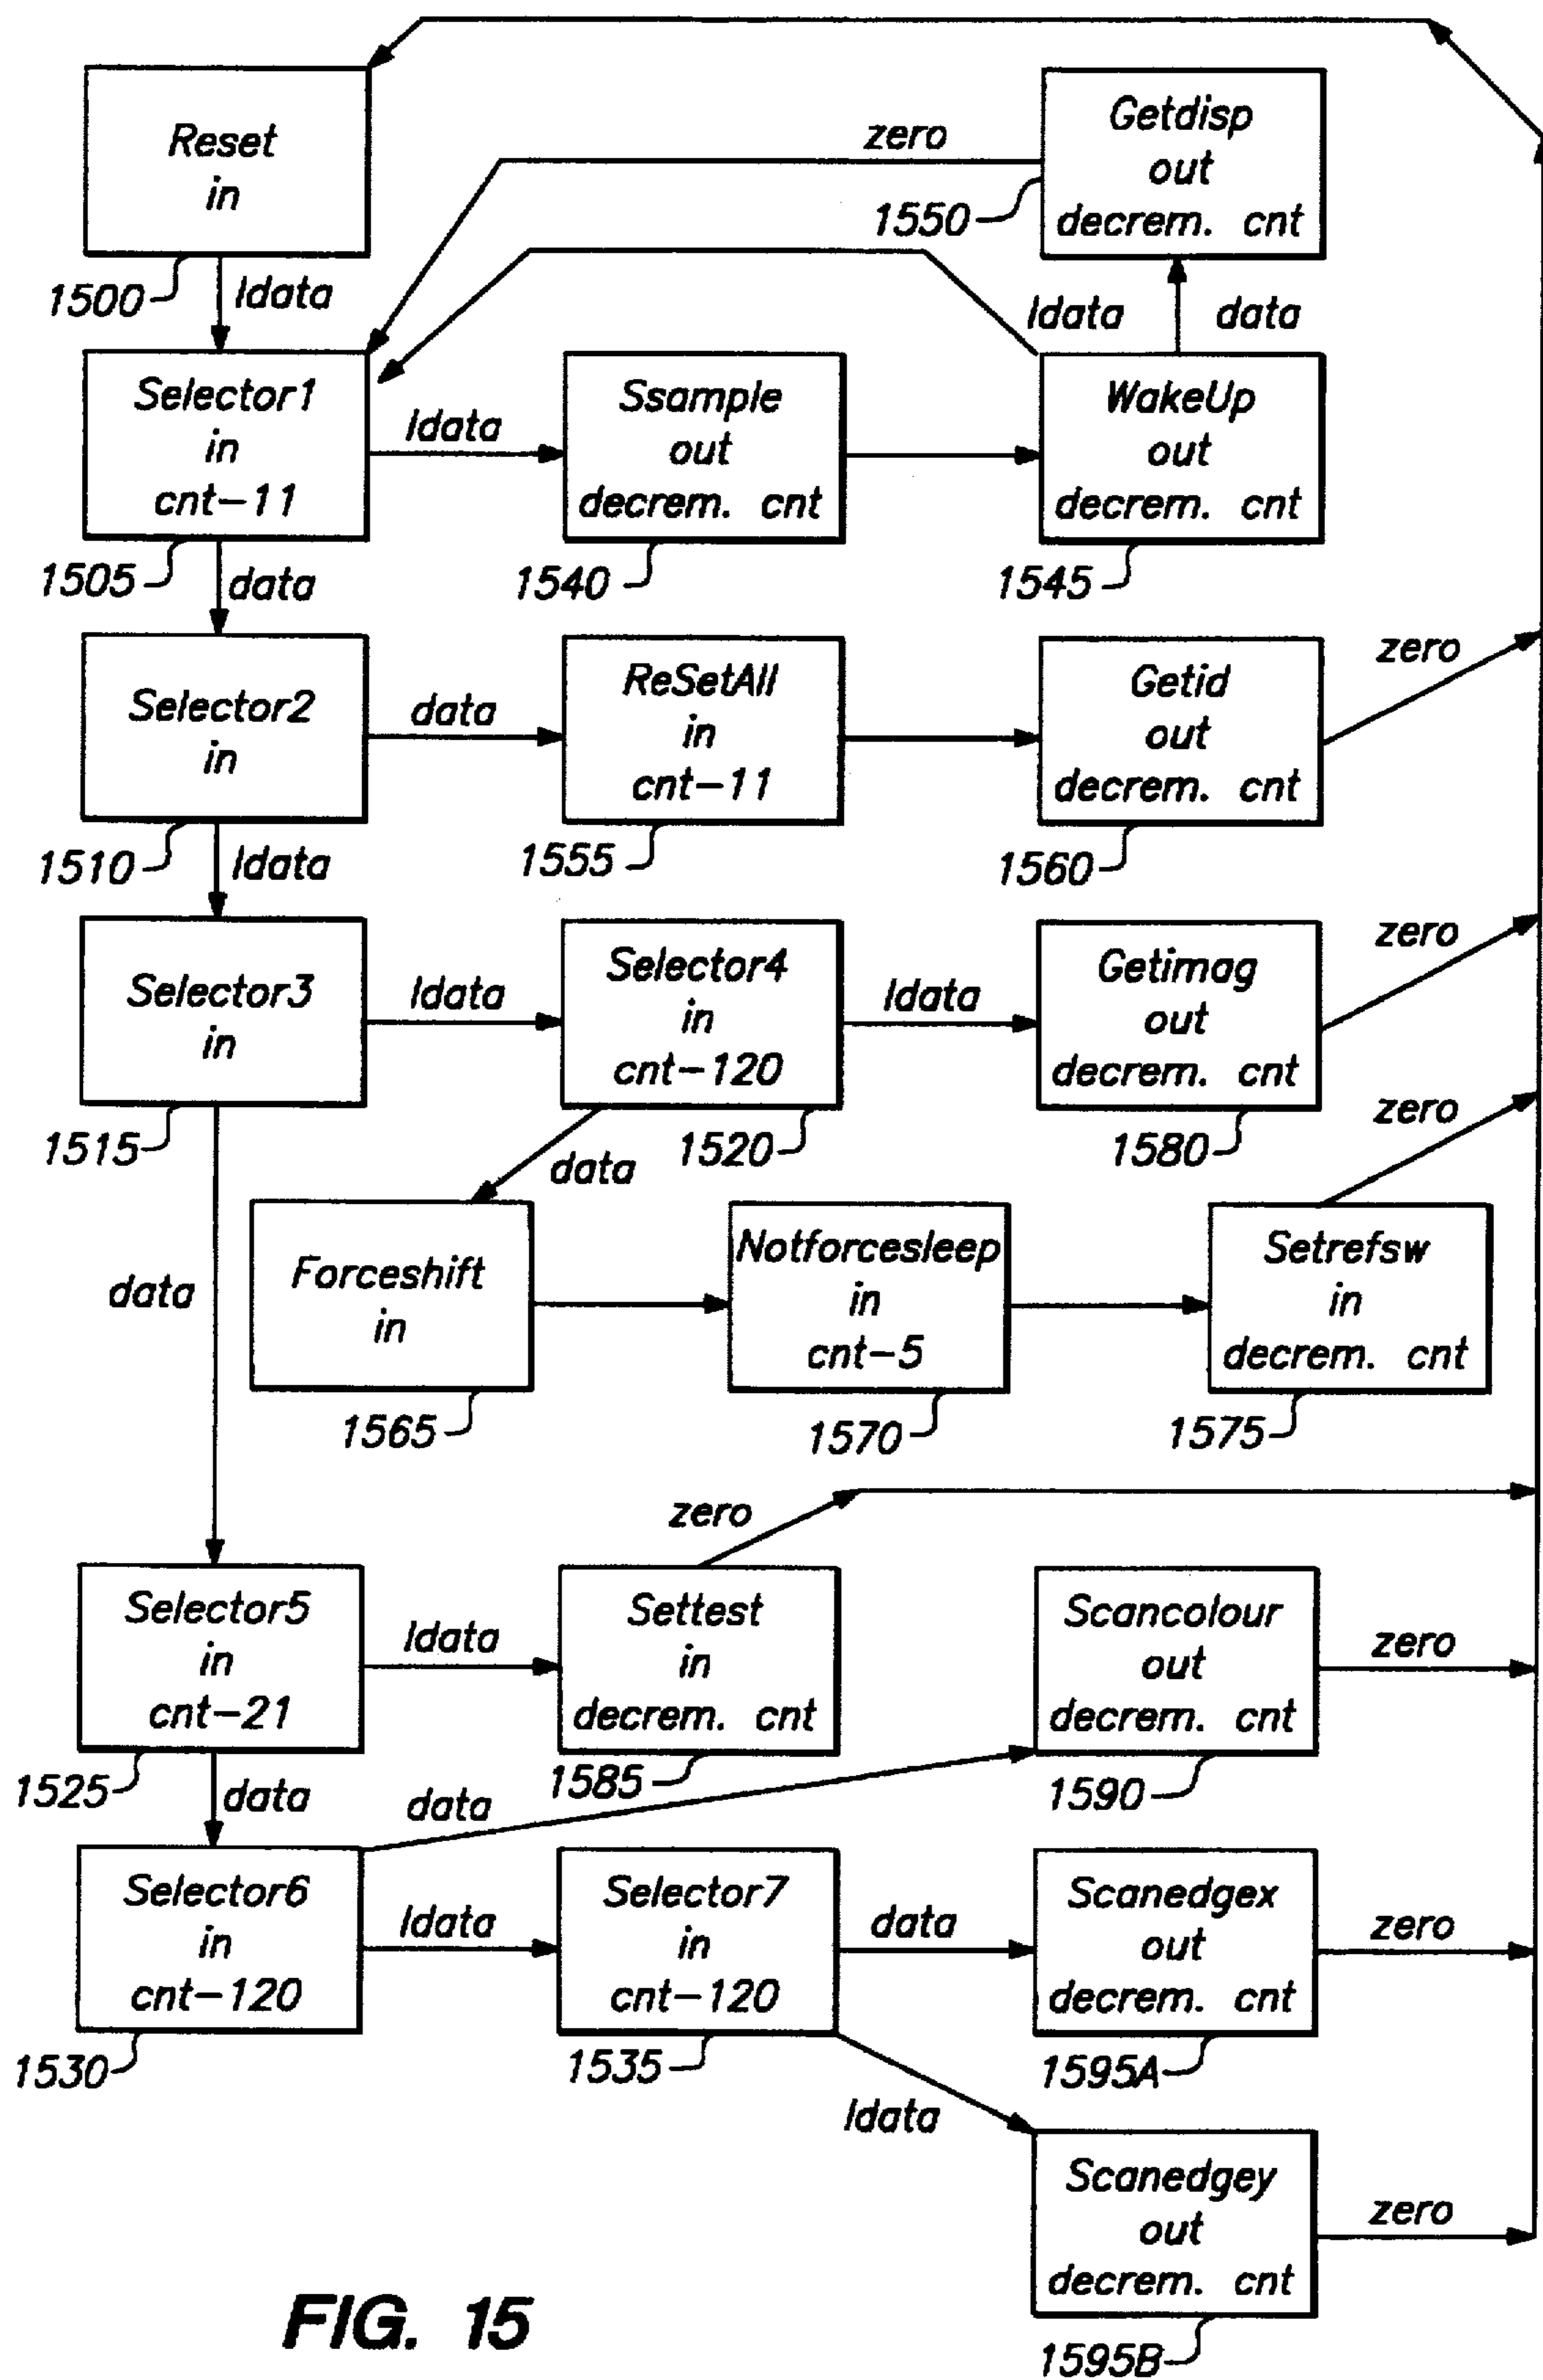 Reset
in
1500
ldata
Getdisp
out
decrem. cnt
1550
zero
ldata
data
Selector1
in
cnt-11
1505
ldata
Ssample
out
decrem. cnt
1540
WakeUp
out
decrem. cnt
1545
data
Selector2
in
1510
data
ReSetAll
in
cnt-11
1555
Getid
out
decrem. cnt
1560
zero
ldata
Selector3
in
1515
ldata
Selector4
in
cnt-120
1520
ldata
Getimag
out
decrem. cnt
1580
zero
data
zero
Forceshift
in
1565
Notforcesleep
in
cnt-5
1570
Setrefsw
in
decrem. cnt
1575
data
zero
Selector5
in
cnt-21
1525
ldata
Settest
in
decrem. cnt
1585
Scancolour
out
decrem. cnt
1590
zero
data
data
Selector6
in
cnt-120
1530
ldata
Selector7
in
cnt-120
1535
data
Scanedgex
out
decrem. cnt
1595A
zero
ldata
Scanedgey
out
decrem. cnt
1595B
zero
FIG. 15